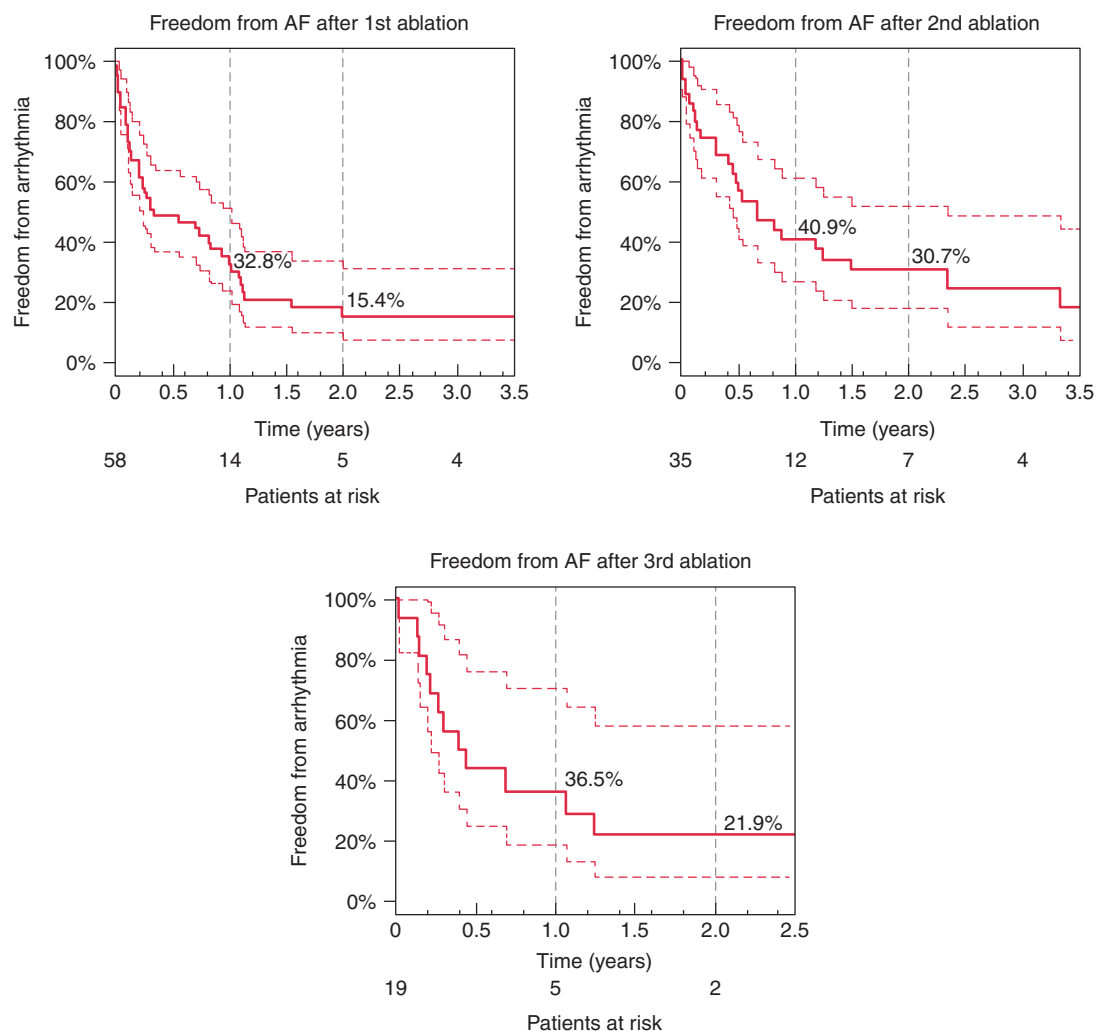 Freedom from AF after 1st ablation
Freedom from arrhythmia
100%
80%
60%
40%
20%
0%
32.8%
15.4%
0 0.5 1.0 1.5 2.0 2.5 3.0 3.5
Time (years)
58 14 5 4
Patients at risk
Freedom from AF after 2nd ablation
Freedom from arrhythmia
100%
80%
60%
40%
20%
0%
40.9%
30.7%
0 0.5 1.0 1.5 2.0 2.5 3.0 3.5
Time (years)
35 12 7 4
Patients at risk
Freedom from AF after 3rd ablation
Freedom from arrhythmia
100%
80%
60%
40%
20%
0%
36.5%
21.9%
0 0.5 1.0 1.5 2.0 2.5
Time (years)
19 5 2
Patients at risk